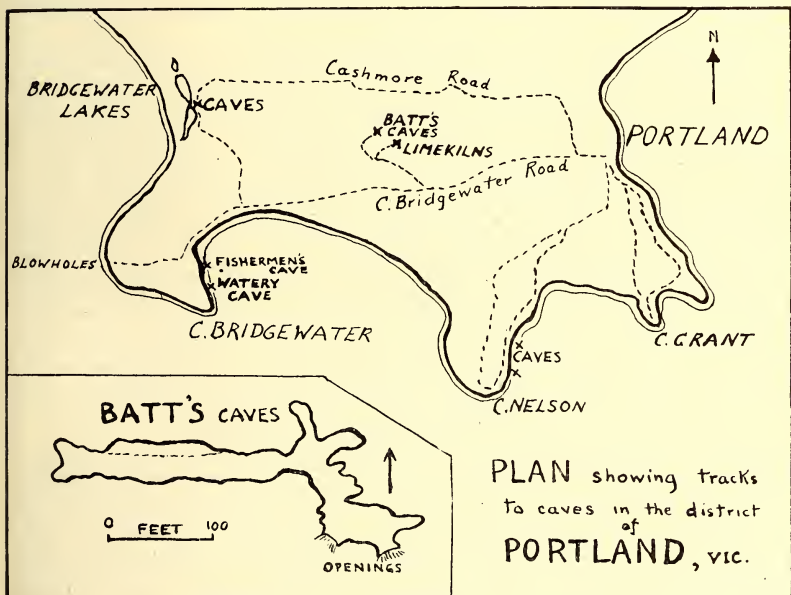 N
Cashmore Road
BRIDGEWATER
LAKES
CAVES
BATT'S
CAVES
LIMEKILNS
PORTLAND
C. Bridgewater Road
BLOWHOLES
FISHERMEN'S
CAVE
WATERY
CAVE
C. BRIDGEWATER
CAVES
C. GRANT
C. NELSON
BATT'S CAVES
0 FEET 100
OPENINGS
PLAN showing tracks
to caves in the district
of
PORTLAND, VIC.